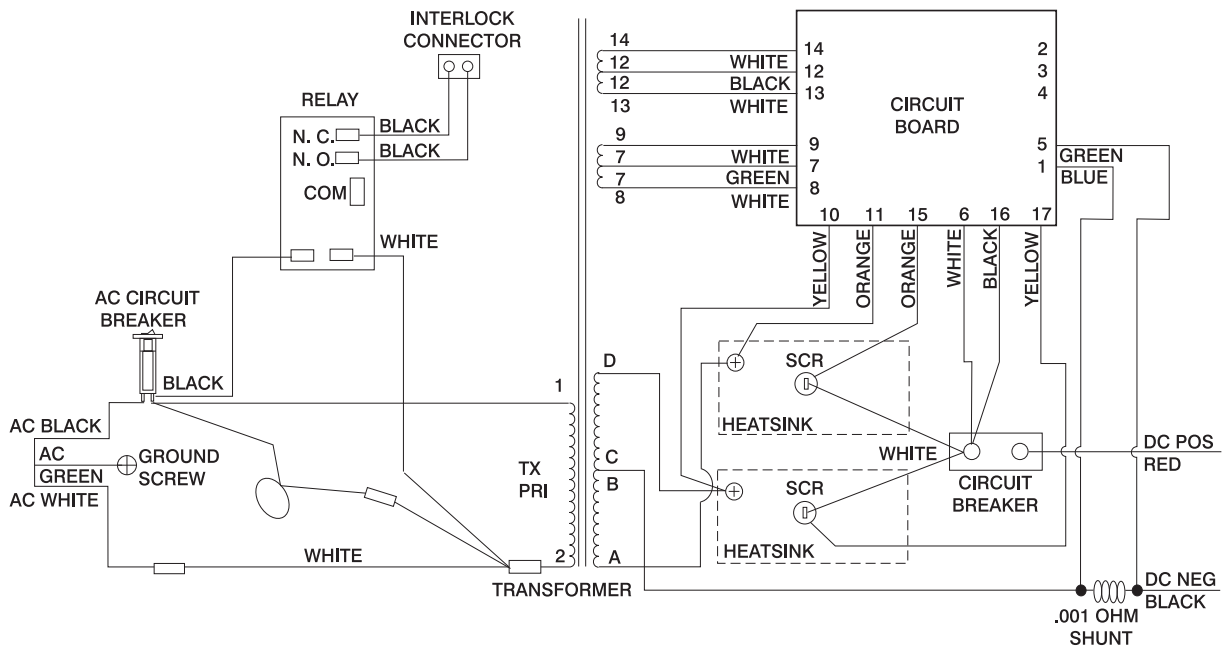 INTERLOCK
CONNECTOR
RELAY
N. C.
BLACK
N. O.
BLACK
COM
WHITE
AC CIRCUIT
BREAKER
BLACK
AC BLACK
AC
GREEN
AC WHITE
GROUND
SCREW
WHITE
1
TX
PRI
2
TRANSFORMER
14
12
12
13
9
7
7
8
WHITE
BLACK
WHITE
WHITE
GREEN
WHITE
14
12
13
9
7
8
CIRCUIT
BOARD
2
3
4
5
1
GREEN
BLUE
10
11
15
6
16
17
YELLOW
ORANGE
ORANGE
WHITE
BLACK
YELLOW
D
C
B
A
SCR
HEATSINK
WHITE
SCR
HEATSINK
CIRCUIT
BREAKER
DC POS
RED
DC NEG
BLACK
.001 OHM
SHUNT